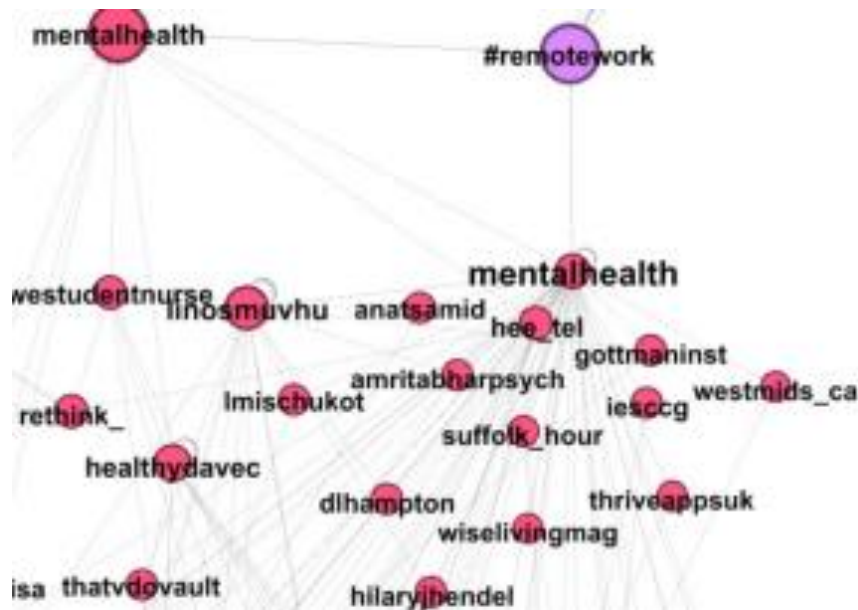 mentalhealth
#remotework
mentalhealth
westudentnurse
linosmuvhu
anatsamid
hee_tel
gottmaninst
amritabharpsych
westmids_ca
lmischukot
iesccg
rethink_
suffolk_hour
healthydavec
dlhampton
thriveappsuk
wiselivingmag
isa
thatvdovault
hilaryjhendel